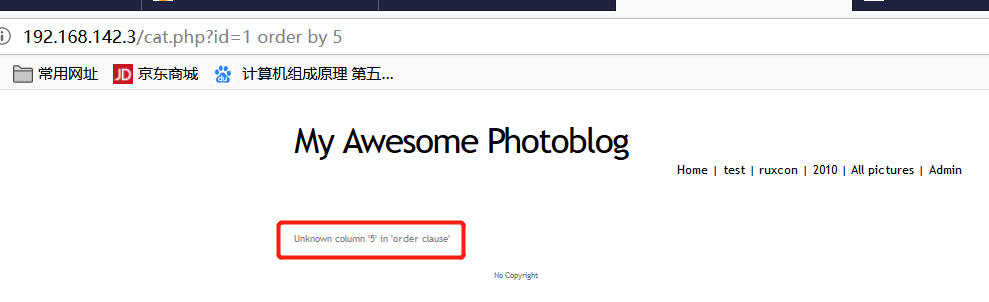 192.168.142.3/cat.php?id=1 order by 5
常用网址 JD 京东商城 计算机组成原理 第五...
My Awesome Photoblog
Home | test | ruxcon | 2010 | All pictures | Admin
Unknown column '5' in 'order clause'
No Copyright